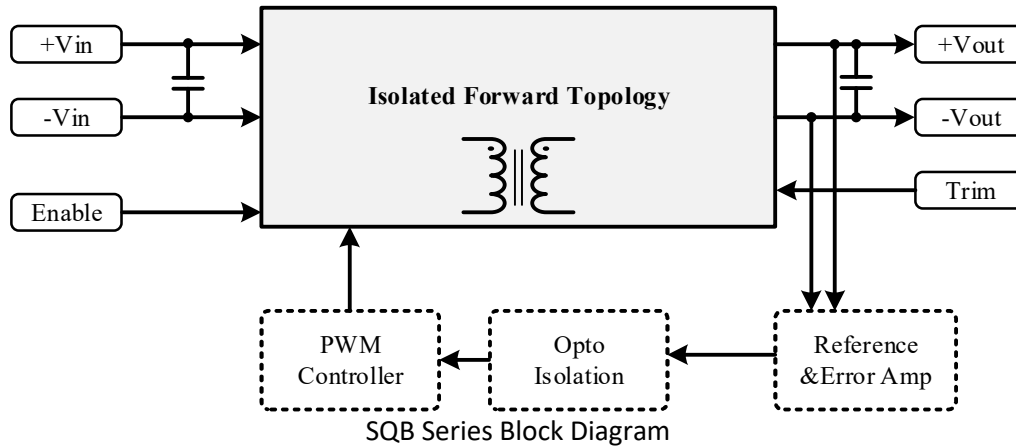 +Vin
+Vout
Isolated Forward Topology
-Vin
-Vout
Enable
Trim
PWM
Controller
Opto
Isolation
Reference
&Error Amp
SQB Series Block Diagram